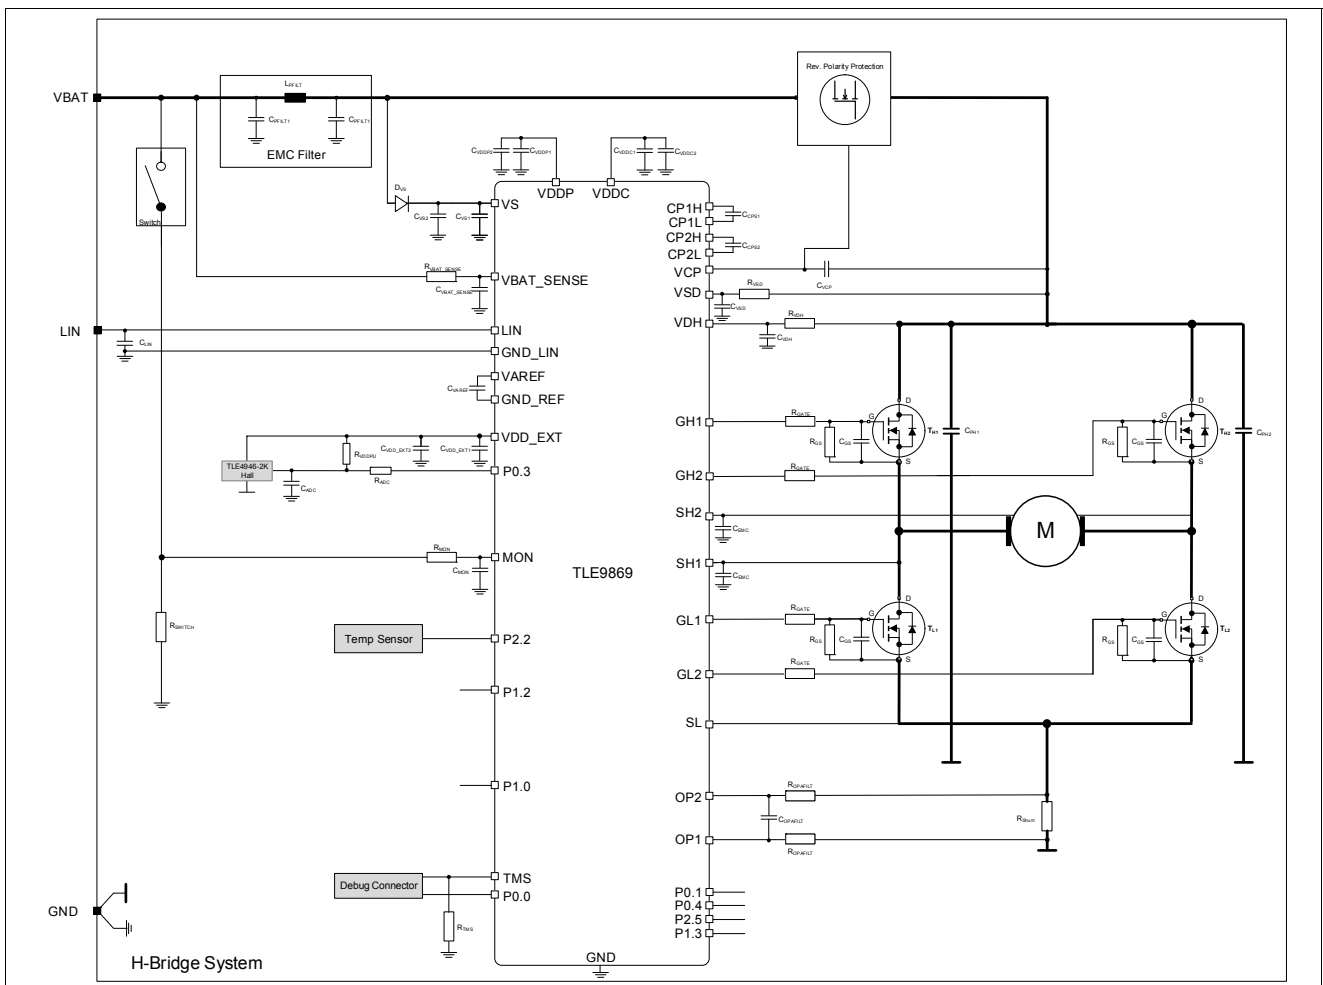 Rev. Polarity Protection
VBAT
LPFILT
CPFILT1
CPFILT1
EMC Filter
CVDDP2
CVDDP1
CVDDC1
CVDDC2
VDDP
VDDC
Switch
DVS
CVS2
CVS1
VS
CP1H
CP1L
CCPS1
CP2H
CP2L
CCPS2
VCP
CVCP
RVBAT_SENSE
CVBAT_SENSE
VBAT_SENSE
VSD
CVSD
RVSD
LIN
CLIN
LIN
GND_LIN
VDH
CVDH
RVDH
CVAREF
VAREF
GND_REF
VDD_EXT
RVDDPU
CVDD_EXT2
CVDD_EXT1
TLE4946-2K
Hall
CADC
RADC
P0.3
GH1
RGATE
RGS
CGS
G
D
S
TH1
CPH1
GH2
RGATE
RGS
CGS
G
D
S
TH2
CPH2
SH2
CEMC
M
SH1
CEMC
RMON
CMON
MON
TLE9869
RSWITCH
Temp Sensor
P2.2
P1.2
P1.0
GL1
RGATE
RGS
CGS
G
D
S
TL1
GL2
RGATE
RGS
CGS
G
D
S
TL2
SL
OP2
ROPAFILT
COPAFILT
RShunt
OP1
ROPAFILT
Debug Connector
TMS
P0.0
RTMS
P0.1
P0.4
P2.5
P1.3
GND
GND
H-Bridge System